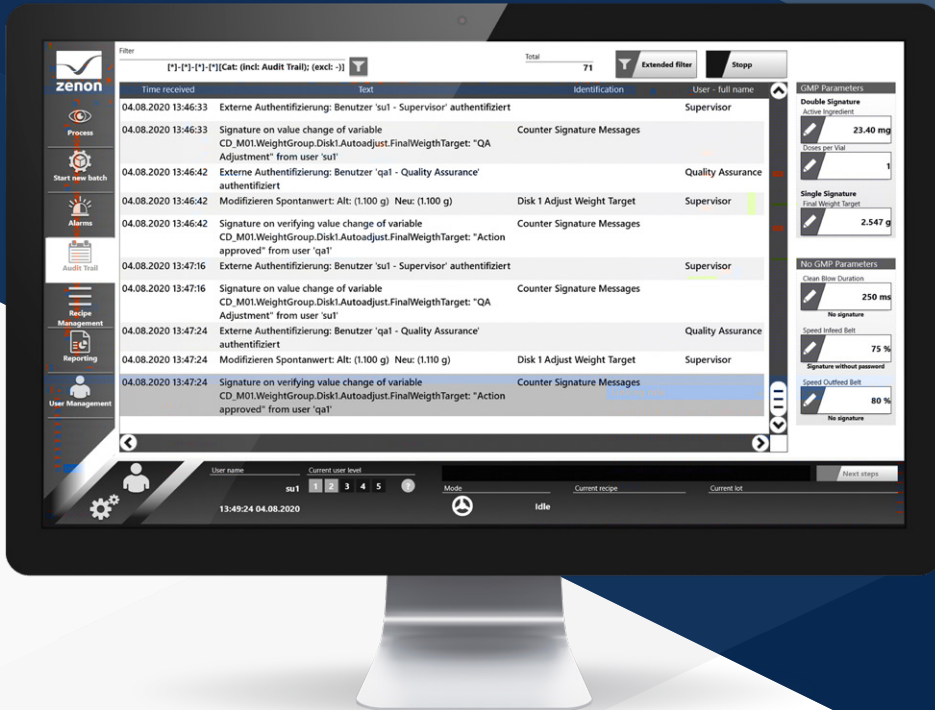 Filter
[*]-[*]-[*]-[*][Cat: (incl: Audit Trail); (excl: -)]
Total
71
Extended filter
Stopp
zenon
Process
Start new batch
Alarms
Audit Trail
Recipe
Management
Reporting
User Management
Time received Text Identification User - full name
04.08.2020 13:46:33 Externe Authentifizierung: Benutzer 'su1 - Supervisor' authentifiziert Supervisor
04.08.2020 13:46:33 Signature on value change of variable Counter Signature Messages
CD_M01.WeightGroup.Disk1.Autoadjust.FinalWeigthTarget: "QA
Adjustment" from user 'su1'
04.08.2020 13:46:42 Externe Authentifizierung: Benutzer 'qa1 - Quality Assurance' Quality Assurance
authentifiziert
04.08.2020 13:46:42 Modifizieren Spontanwert: Alt: (1.100 g) Neu: (1.100 g) Disk 1 Adjust Weight Target Supervisor
04.08.2020 13:46:42 Signature on verifying value change of variable Counter Signature Messages
CD_M01.WeightGroup.Disk1.Autoadjust.FinalWeigthTarget: "Action
approved" from user 'qa1'
04.08.2020 13:47:16 Externe Authentifizierung: Benutzer 'su1 - Supervisor' authentifiziert Supervisor
04.08.2020 13:47:16 Signature on value change of variable Counter Signature Messages
CD_M01.WeightGroup.Disk1.Autoadjust.FinalWeigthTarget: "QA
Adjustment" from user 'su1'
04.08.2020 13:47:24 Externe Authentifizierung: Benutzer 'qa1 - Quality Assurance' Quality Assurance
authentifiziert
04.08.2020 13:47:24 Modifizieren Spontanwert: Alt: (1.100 g) Neu: (1.110 g) Disk 1 Adjust Weight Target Supervisor
04.08.2020 13:47:24 Signature on verifying value change of variable Counter Signature Messages
CD_M01.WeightGroup.Disk1.Autoadjust.FinalWeigthTarget: "Action
approved" from user 'qa1'
GMP Parameters
Double Signature
Active Ingredient
23.40 mg
Doses per Vial
1
Single Signature
Final Weight Target
2.547 g
No GMP Parameters
Clean Blow Duration
250 ms
No signature
Speed Infeed Belt
75 %
Signature without password
Speed Outfeed Belt
80 %
No signature
User name
su1
Current user level
1 2 3 4 5 ?
13:49:24 04.08.2020
Mode
Idle
Current recipe
Current lot
Next steps